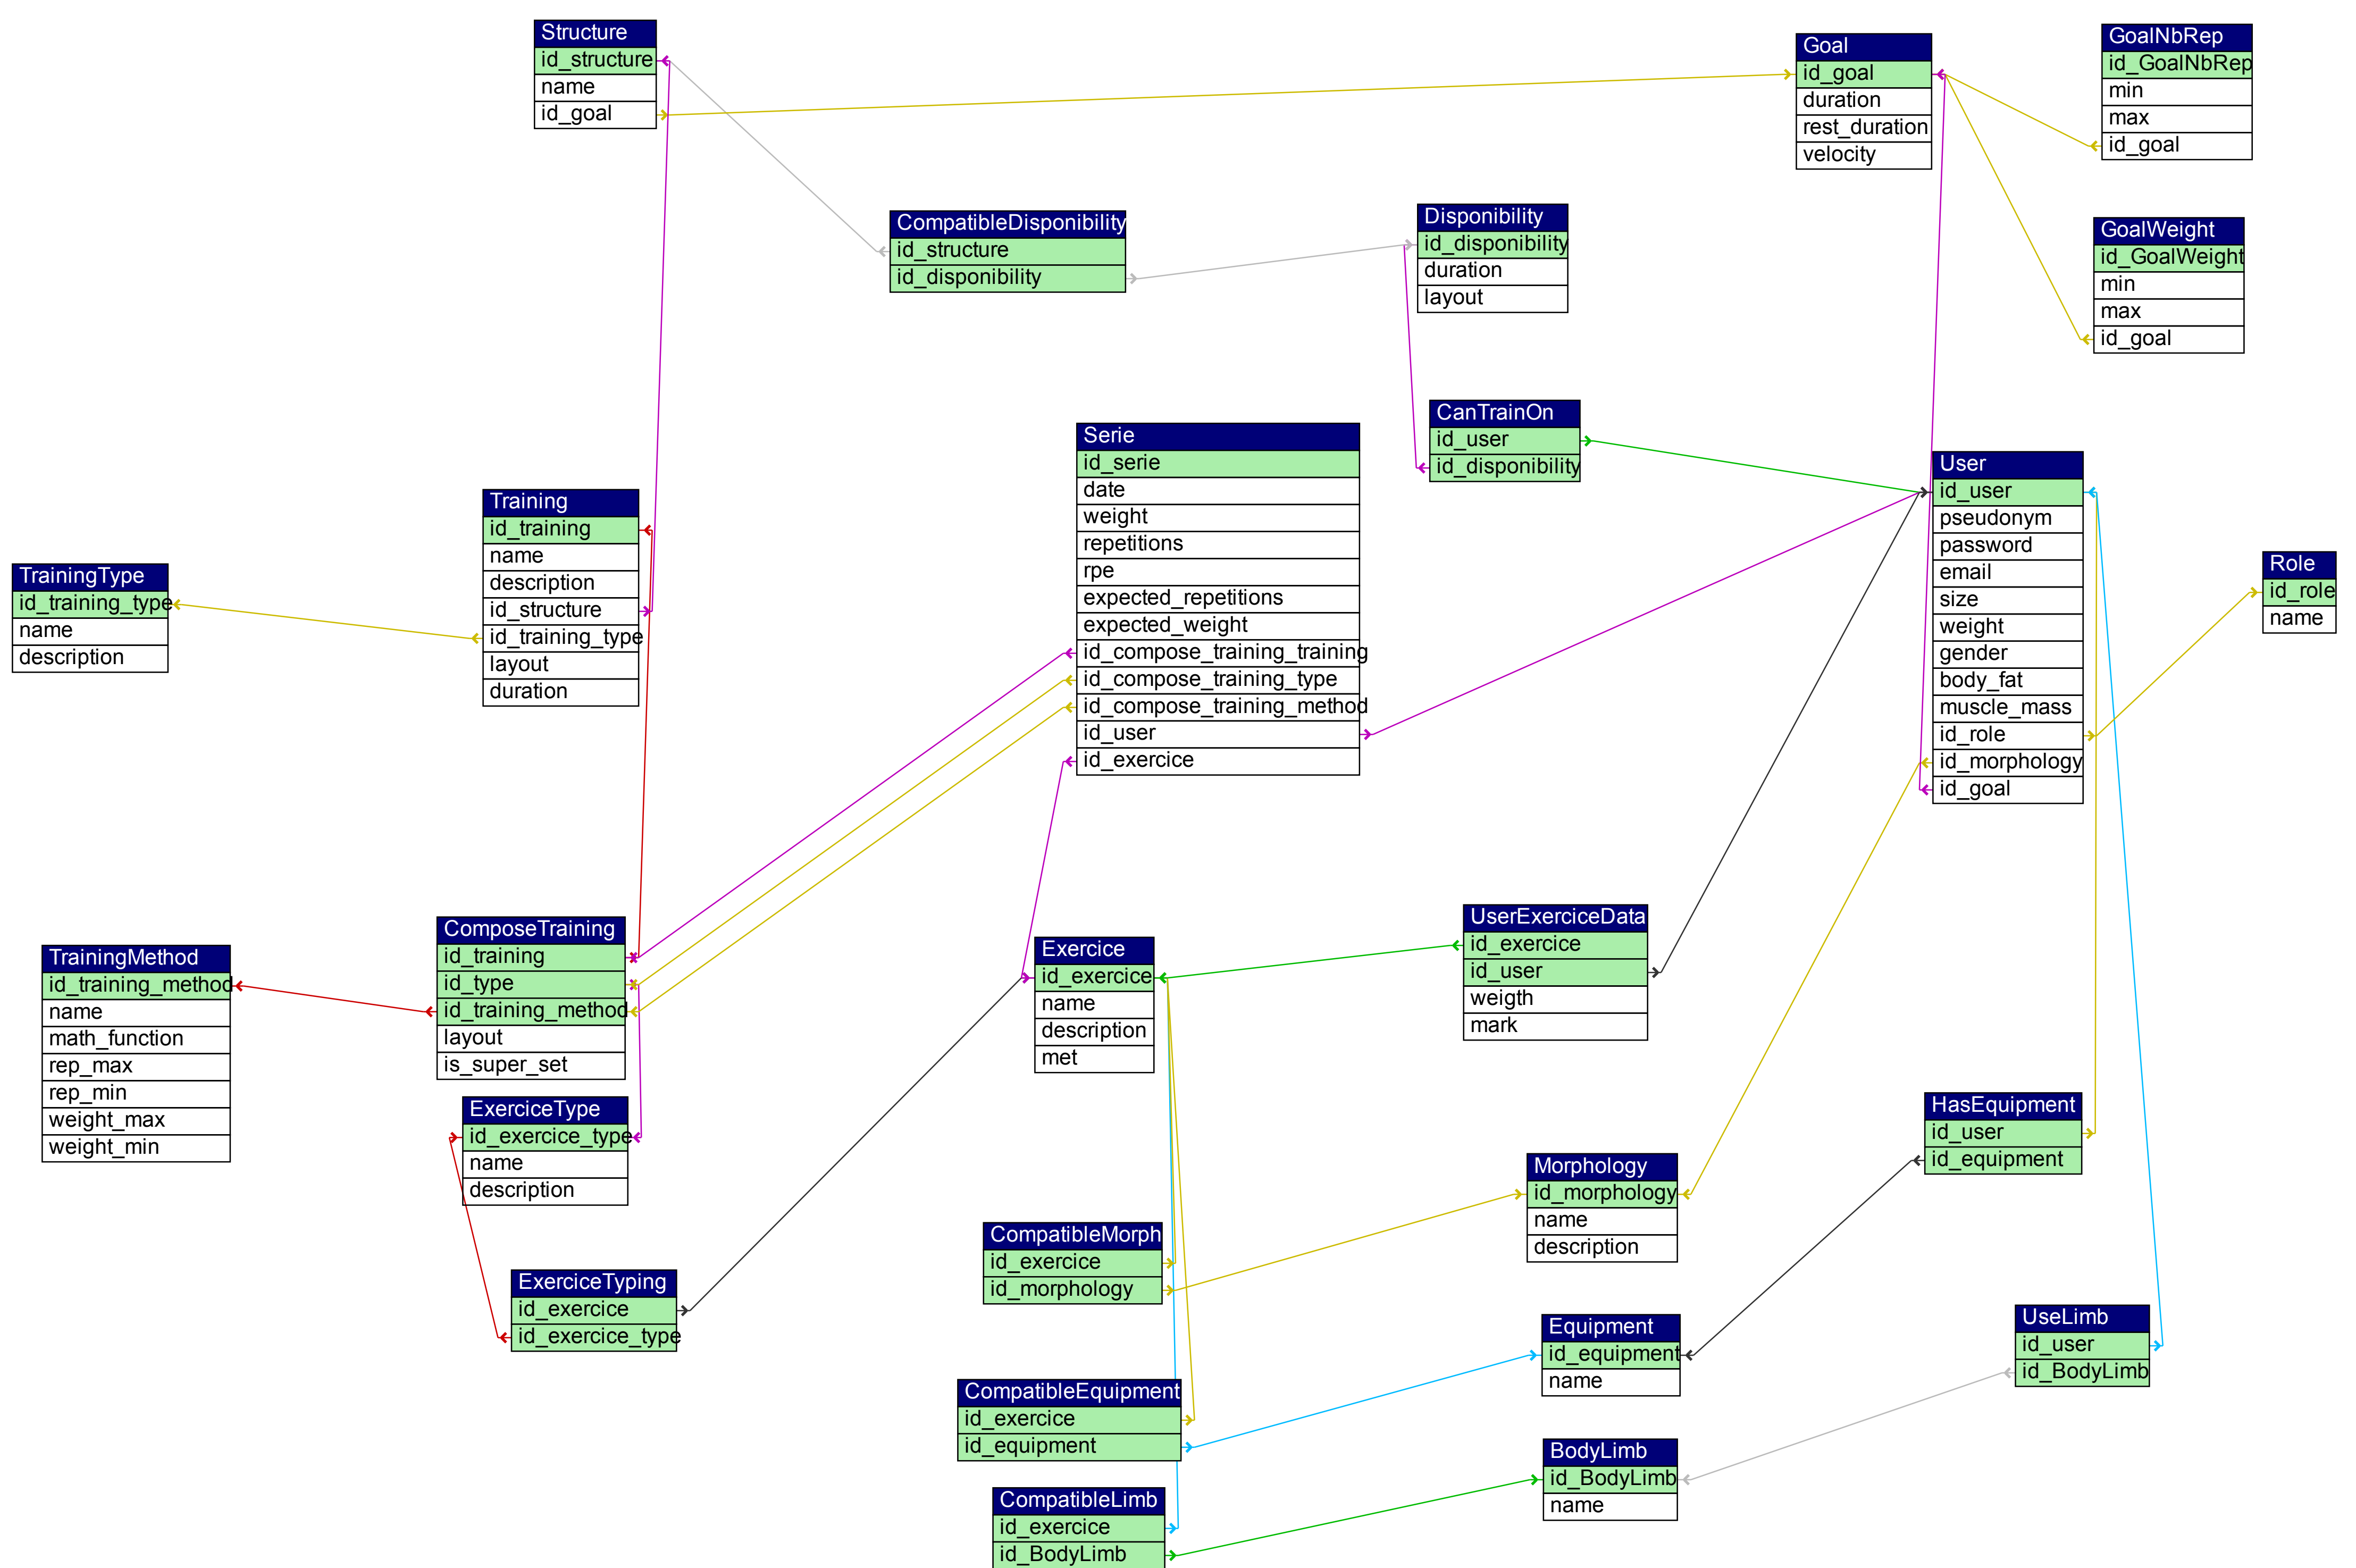 Structure
id_structure
name
id_goal
Goal
id_goal
duration
rest_duration
velocity
GoalNbRep
id_GoalNbRep
min
max
id_goal
CompatibleDisponibility
id_structure
id_disponibility
Disponibility
id_disponibility
duration
layout
GoalWeight
id_GoalWeight
min
max
id_goal
CanTrainOn
id_user
id_disponibility
Serie
id_serie
date
weight
repetitions
rpe
expected_repetitions
expected_weight
id_compose_training_training
id_compose_training_type
id_compose_training_method
id_user
id_exercice
User
id_user
pseudonym
password
email
size
weight
gender
body_fat
muscle_mass
id_role
id_morphology
id_goal
Role
id_role
name
Training
id_training
name
description
id_structure
id_training_type
layout
duration
TrainingType
id_training_type
name
description
TrainingMethod
id_training_method
name
math_function
rep_max
rep_min
weight_max
weight_min
ComposeTraining
id_training
id_type
id_training_method
layout
is_super_set
Exercice
id_exercice
name
description
met
UserExerciceData
id_exercice
id_user
weigth
mark
ExerciceType
id_exercice_type
name
description
HasEquipment
id_user
id_equipment
Morphology
id_morphology
name
description
CompatibleMorph
id_exercice
id_morphology
ExerciceTyping
id_exercice
id_exercice_type
Equipment
id_equipment
name
UseLimb
id_user
id_BodyLimb
CompatibleEquipment
id_exercice
id_equipment
BodyLimb
id_BodyLimb
name
CompatibleLimb
id_exercice
id_BodyLimb